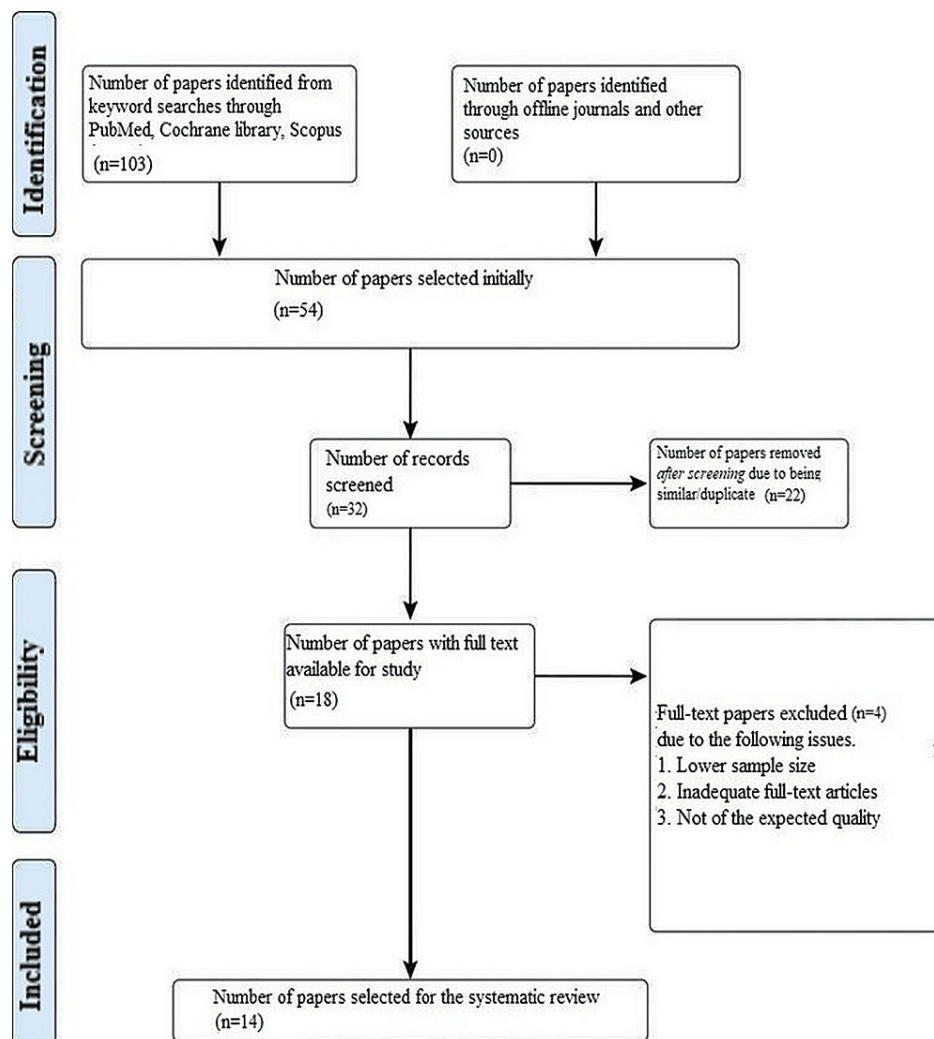 Identification
Number of papers identified from
keyword searches through
PubMed, Cochrane library, Scopus
(n=103)
Number of papers identified
through offline journals and other
sources
(n=0)
Screening
Number of papers selected initially
(n=54)
Number of records
screened
(n=32)
Number of papers removed
after screening due to being
similar/duplicate (n=22)
Eligibility
Number of papers with full text
available for study
(n=18)
Full-text papers excluded (n=4)
due to the following issues.
1. Lower sample size
2. Inadequate full-text articles
3. Not of the expected quality
Included
Number of papers selected for the systematic review
(n=14)